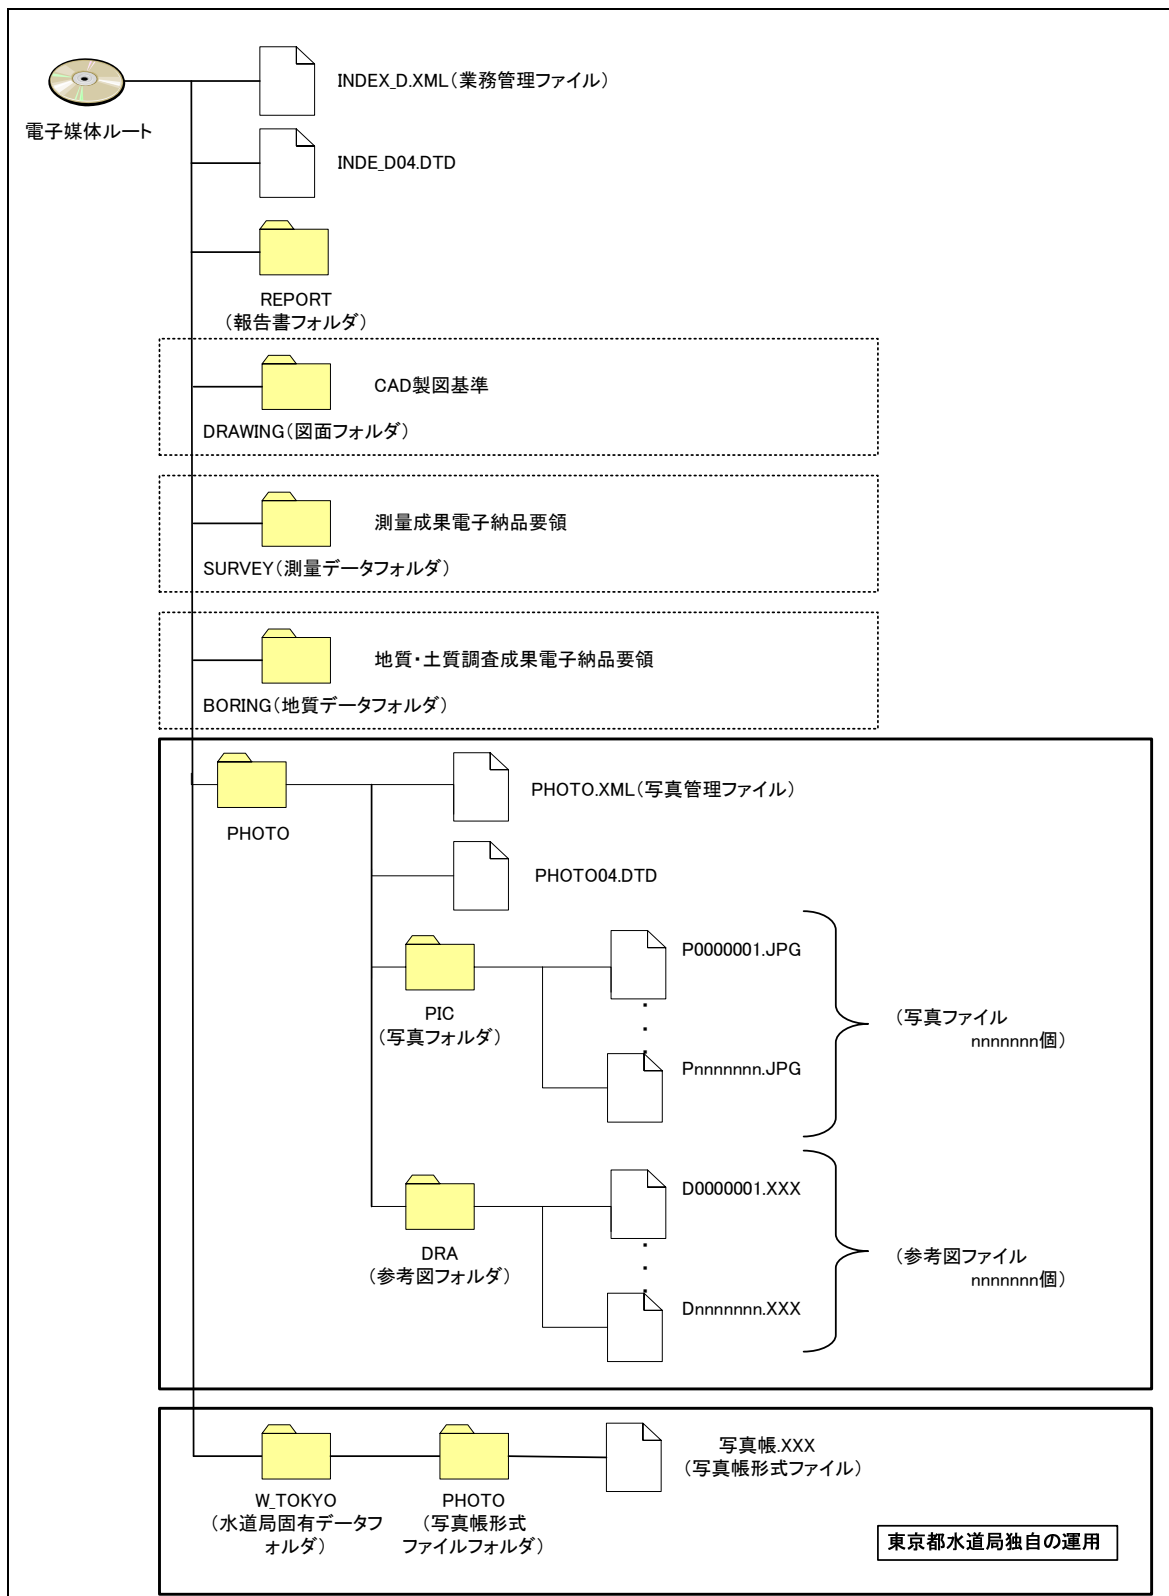 電子媒体ルート
INDEX_D.XML(業務管理ファイル)
INDE_D04.DTD
REPORT
(報告書フォルダ)
CAD製図基準
DRAWING(図面フォルダ)
測量成果電子納品要領
SURVEY(測量データフォルダ)
地質・土質調査成果電子納品要領
BORING(地質データフォルダ)
PHOTO
PHOTO.XML(写真管理ファイル)
PHOTO04.DTD
PIC
(写真フォルダ)
P0000001.JPG
Pnnnnnnn.JPG
(写真ファイル
nnnnnnn個)
DRA
(参考図フォルダ)
D0000001.XXX
Dnnnnnnn.XXX
(参考図ファイル
nnnnnnn個)
W_TOKYO
(水道局固有データフ
ォルダ)
PHOTO
(写真帳形式
ファイルフォルダ)
写真帳.XXX
(写真帳形式ファイル)
東京都水道局独自の運用